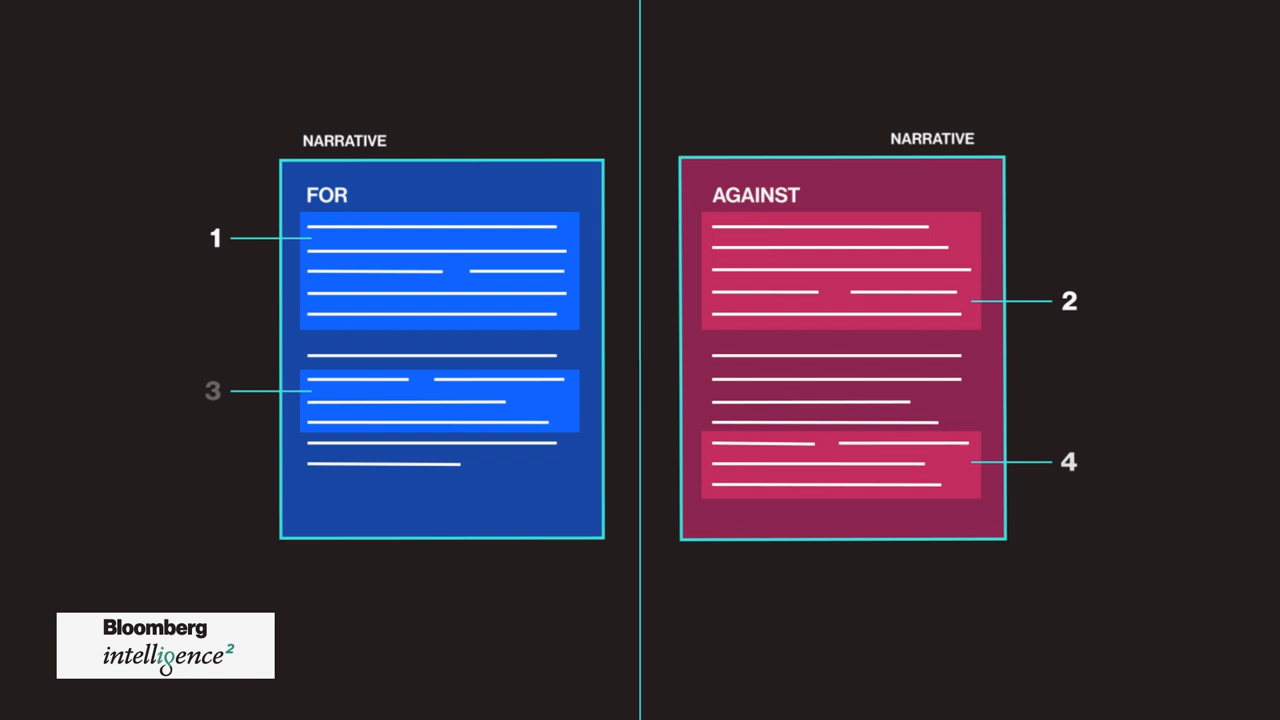 NARRATIVE
FOR
1
3
NARRATIVE
AGAINST
2
4
Bloomberg
intelligence²